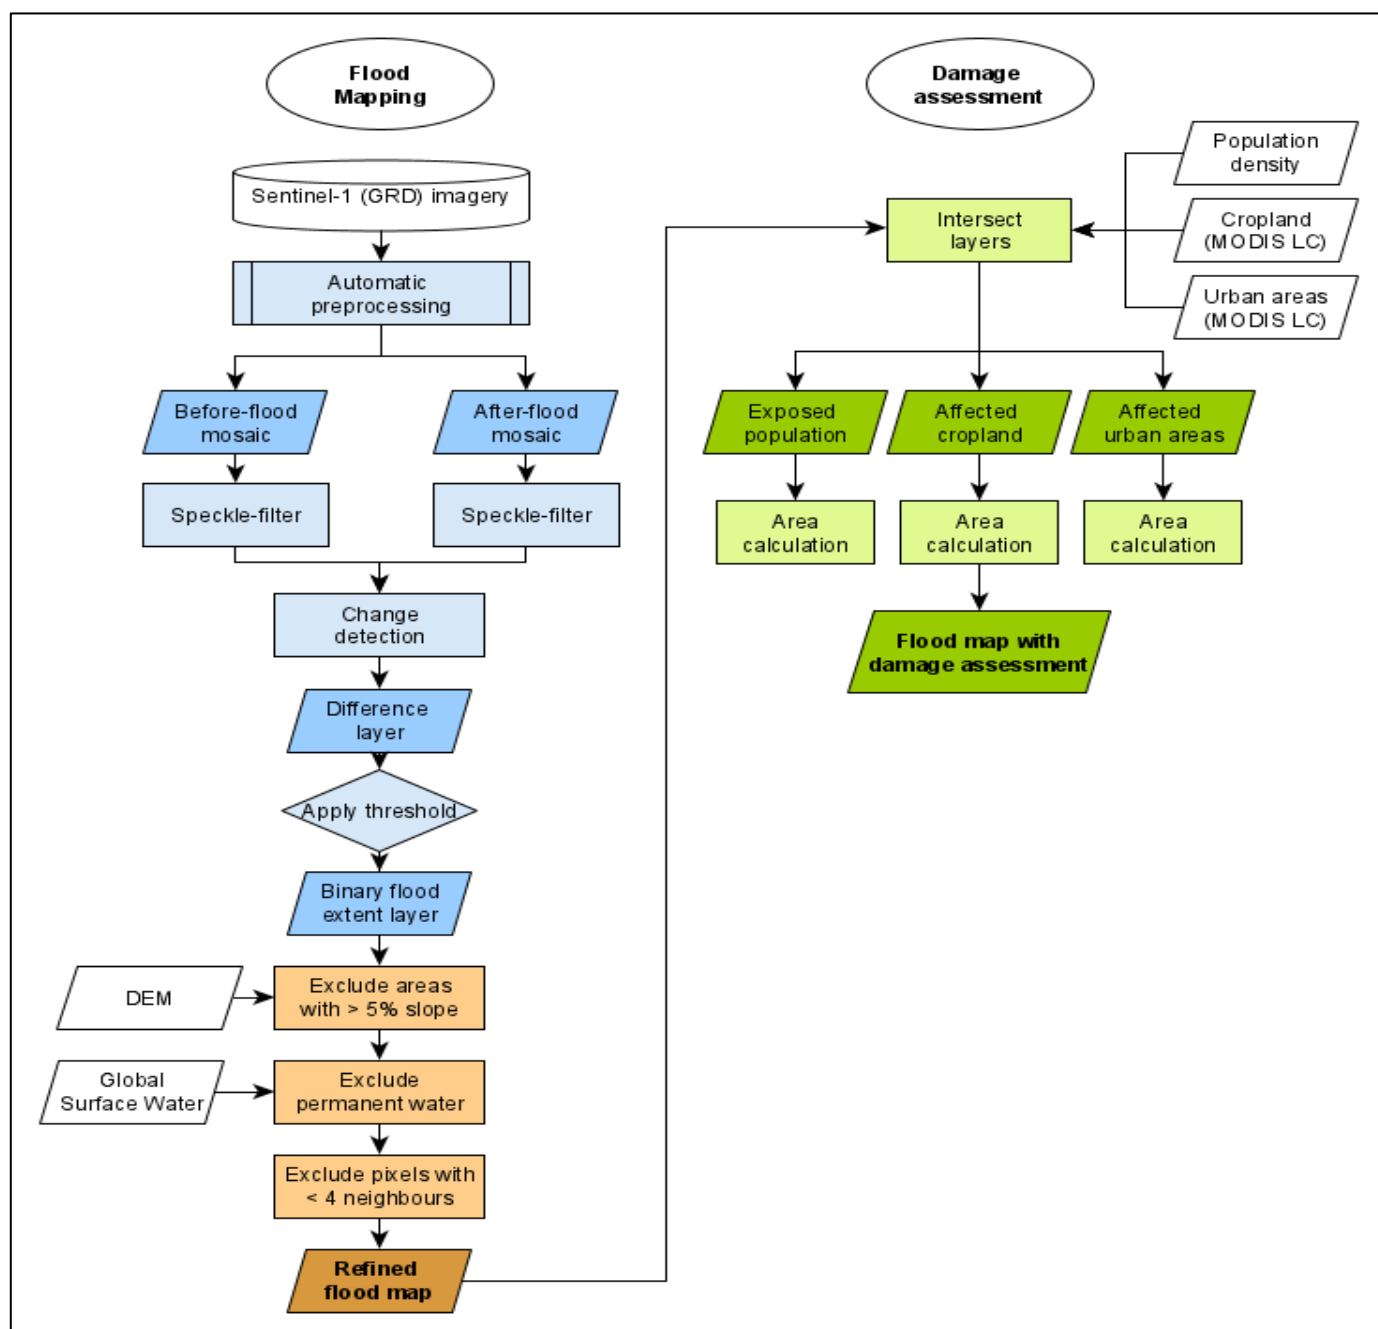 Flood
Mapping
Sentinel-1 (GRD) imagery
Automatic
preprocessing
Before-flood
mosaic
After-flood
mosaic
Speckle-filter
Speckle-filter
Change
detection
Difference
layer
Apply threshold
Binary flood
extent layer
DEM
Exclude areas
with > 5% slope
Global
Surface Water
Exclude
permanent water
Exclude pixels with
< 4 neighbours
Refined
flood map
Damage
assessment
Population
density
Intersect
layers
Cropland
(MODIS LC)
Urban areas
(MODIS LC)
Exposed
population
Affected
cropland
Affected
urban areas
Area
calculation
Area
calculation
Area
calculation
Flood map with
damage assessment